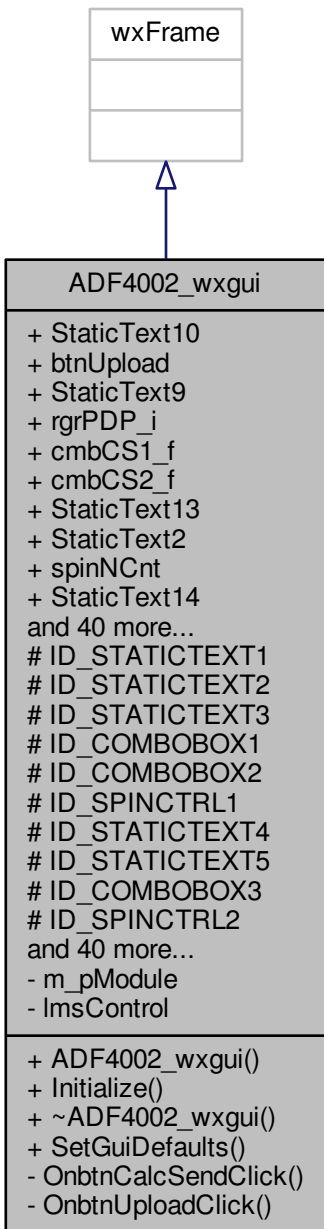 wxFrame
ADF4002_wxgui
+ StaticText10
+ btnUpload
+ StaticText9
+ rgrPDP_i
+ cmbCS1_f
+ cmbCS2_f
+ StaticText13
+ StaticText2
+ spinNCnt
+ StaticText14
and 40 more...
# ID_STATICTEXT1
# ID_STATICTEXT2
# ID_STATICTEXT3
# ID_COMBOBOX1
# ID_COMBOBOX2
# ID_SPINCTRL1
# ID_STATICTEXT4
# ID_STATICTEXT5
# ID_COMBOBOX3
# ID_SPINCTRL2
and 40 more...
- m_pModule
- lmsControl
+ ADF4002_wxgui()
+ Initialize()
+ ~ADF4002_wxgui()
+ SetGuiDefaults()
- OnbtnCalcSendClick()
- OnbtnUploadClick()